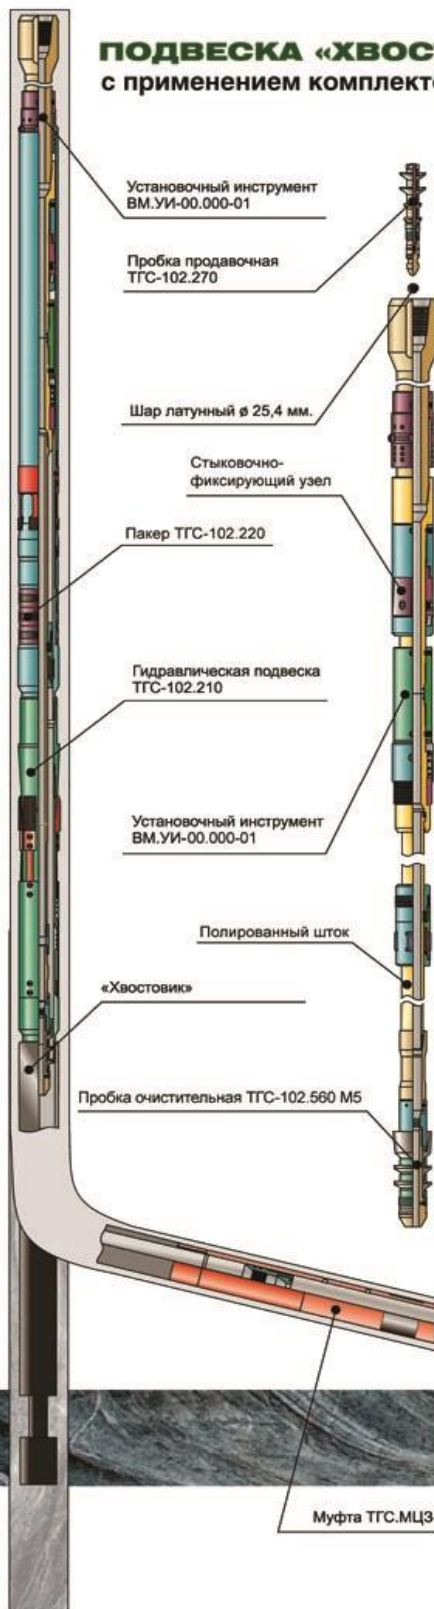 ПОДВЕСКА «ХВОС
с применением комплект
Установочный инструмент
ВМ.УИ-00.000-01
Пробка продавочная
ТГС-102.270
Шар латунный ø 25,4 мм.
Стыковочно-
фиксирующий узел
Пакер ТГС-102.220
Гидравлическая подвеска
ТГС-102.210
Установочный инструмент
ВМ.УИ-00.000-01
Полированный шток
«Хвостовик»
Пробка очистительная ТГС-102.560 М5
Муфта ТГС.МЦ3